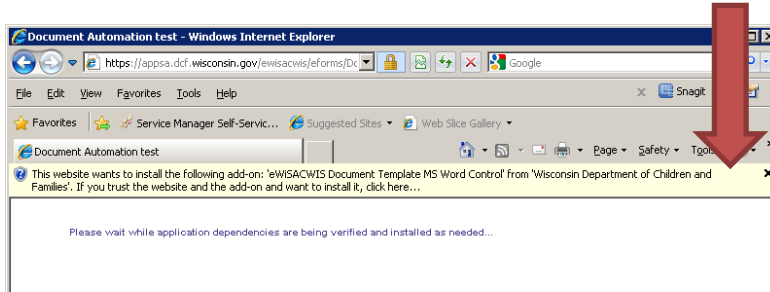 Document Automation test - Windows Internet Explorer
https://appsa.dcf.wisconsin.gov/ewisacwis/eforms/Dc
Google
File Edit View Favorites Tools Help
x Snagit
Favorites Service Manager Self-Servic... Suggested Sites Web Slice Gallery
Document Automation test
Page Safety Tools
This website wants to install the following add-on: 'eWiSACWIS Document Template MS Word Control' from 'Wisconsin Department of Children and
Families'. If you trust the website and the add-on and want to install it, click here...
Please wait while application dependencies are being verified and installed as needed...